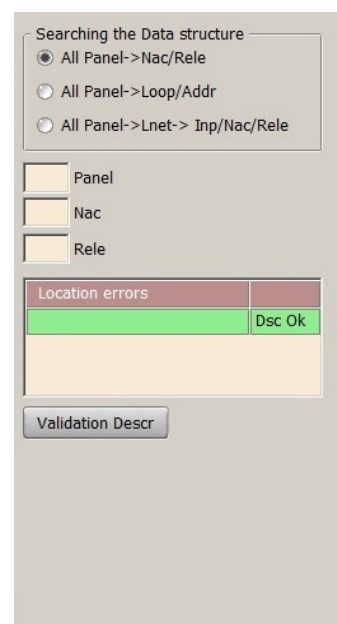 Searching the Data structure
All Panel->Nac/Rele
All Panel->Loop/Addr
All Panel->Lnet-> Inp/Nac/Rele
Panel
Nac
Rele
Location errors
Dsc Ok
Validation Descr